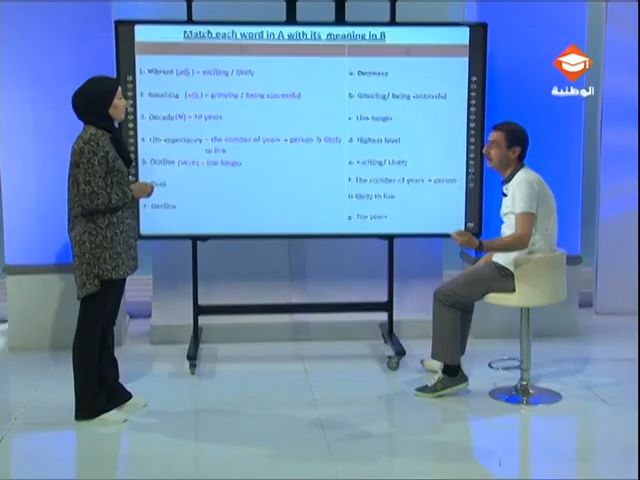 Match each word in A with its meaning in B
1- Vibrant (adj.) = exciting / lively
2- Booming (adj.) = growing / being successful
3- Decade (N) = 10 years
4- Life expectancy = the number of years a person is likely
to live
5- Outlive (Verb) = live longer
Peak
7- Decline
a- Decrease
b- Growing/ being successful
c- Live longer
d- Highest level
e- Exciting/ Lively
f- The number of years a person
is likely to live
g- Ten years
الوطنية